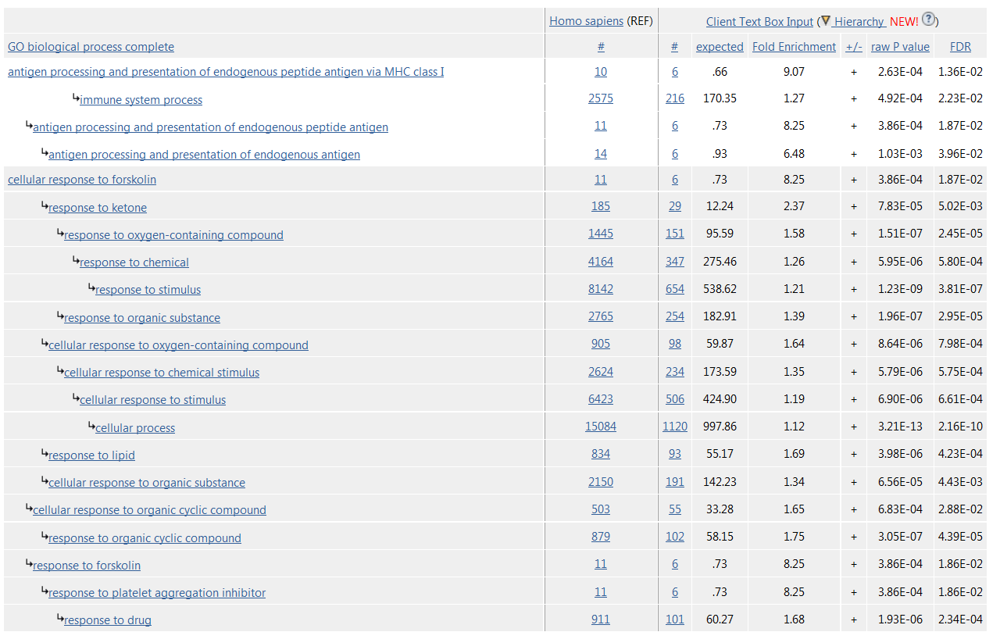 Homo sapiens (REF) Client Text Box Input ( Hierarchy NEW! ?)
GO biological process complete # # expected Fold Enrichment +/- raw P value FDR
antigen processing and presentation of endogenous peptide antigen via MHC class I 10 6 .66 9.07 + 2.63E-04 1.36E-02
immune system process 2575 216 170.35 1.27 + 4.92E-04 2.23E-02
antigen processing and presentation of endogenous peptide antigen 11 6 .73 8.25 + 3.86E-04 1.87E-02
antigen processing and presentation of endogenous antigen 14 6 .93 6.48 + 1.03E-03 3.96E-02
cellular response to forskolin 11 6 .73 8.25 + 3.86E-04 1.87E-02
response to ketone 185 29 12.24 2.37 + 7.83E-05 5.02E-03
response to oxygen-containing compound 1445 151 95.59 1.58 + 1.51E-07 2.45E-05
response to chemical 4164 347 275.46 1.26 + 5.95E-06 5.80E-04
response to stimulus 8142 654 538.62 1.21 + 1.23E-09 3.81E-07
response to organic substance 2765 254 182.91 1.39 + 1.96E-07 2.95E-05
cellular response to oxygen-containing compound 905 98 59.87 1.64 + 8.64E-06 7.98E-04
cellular response to chemical stimulus 2624 234 173.59 1.35 + 5.79E-06 5.75E-04
cellular response to stimulus 6423 506 424.90 1.19 + 6.90E-06 6.61E-04
cellular process 15084 1120 997.86 1.12 + 3.21E-13 2.16E-10
response to lipid 834 93 55.17 1.69 + 3.98E-06 4.23E-04
cellular response to organic substance 2150 191 142.23 1.34 + 6.56E-05 4.43E-03
cellular response to organic cyclic compound 503 55 33.28 1.65 + 6.83E-04 2.88E-02
response to organic cyclic compound 879 102 58.15 1.75 + 3.05E-07 4.39E-05
response to forskolin 11 6 .73 8.25 + 3.86E-04 1.86E-02
response to platelet aggregation inhibitor 11 6 .73 8.25 + 3.86E-04 1.86E-02
response to drug 911 101 60.27 1.68 + 1.93E-06 2.34E-04